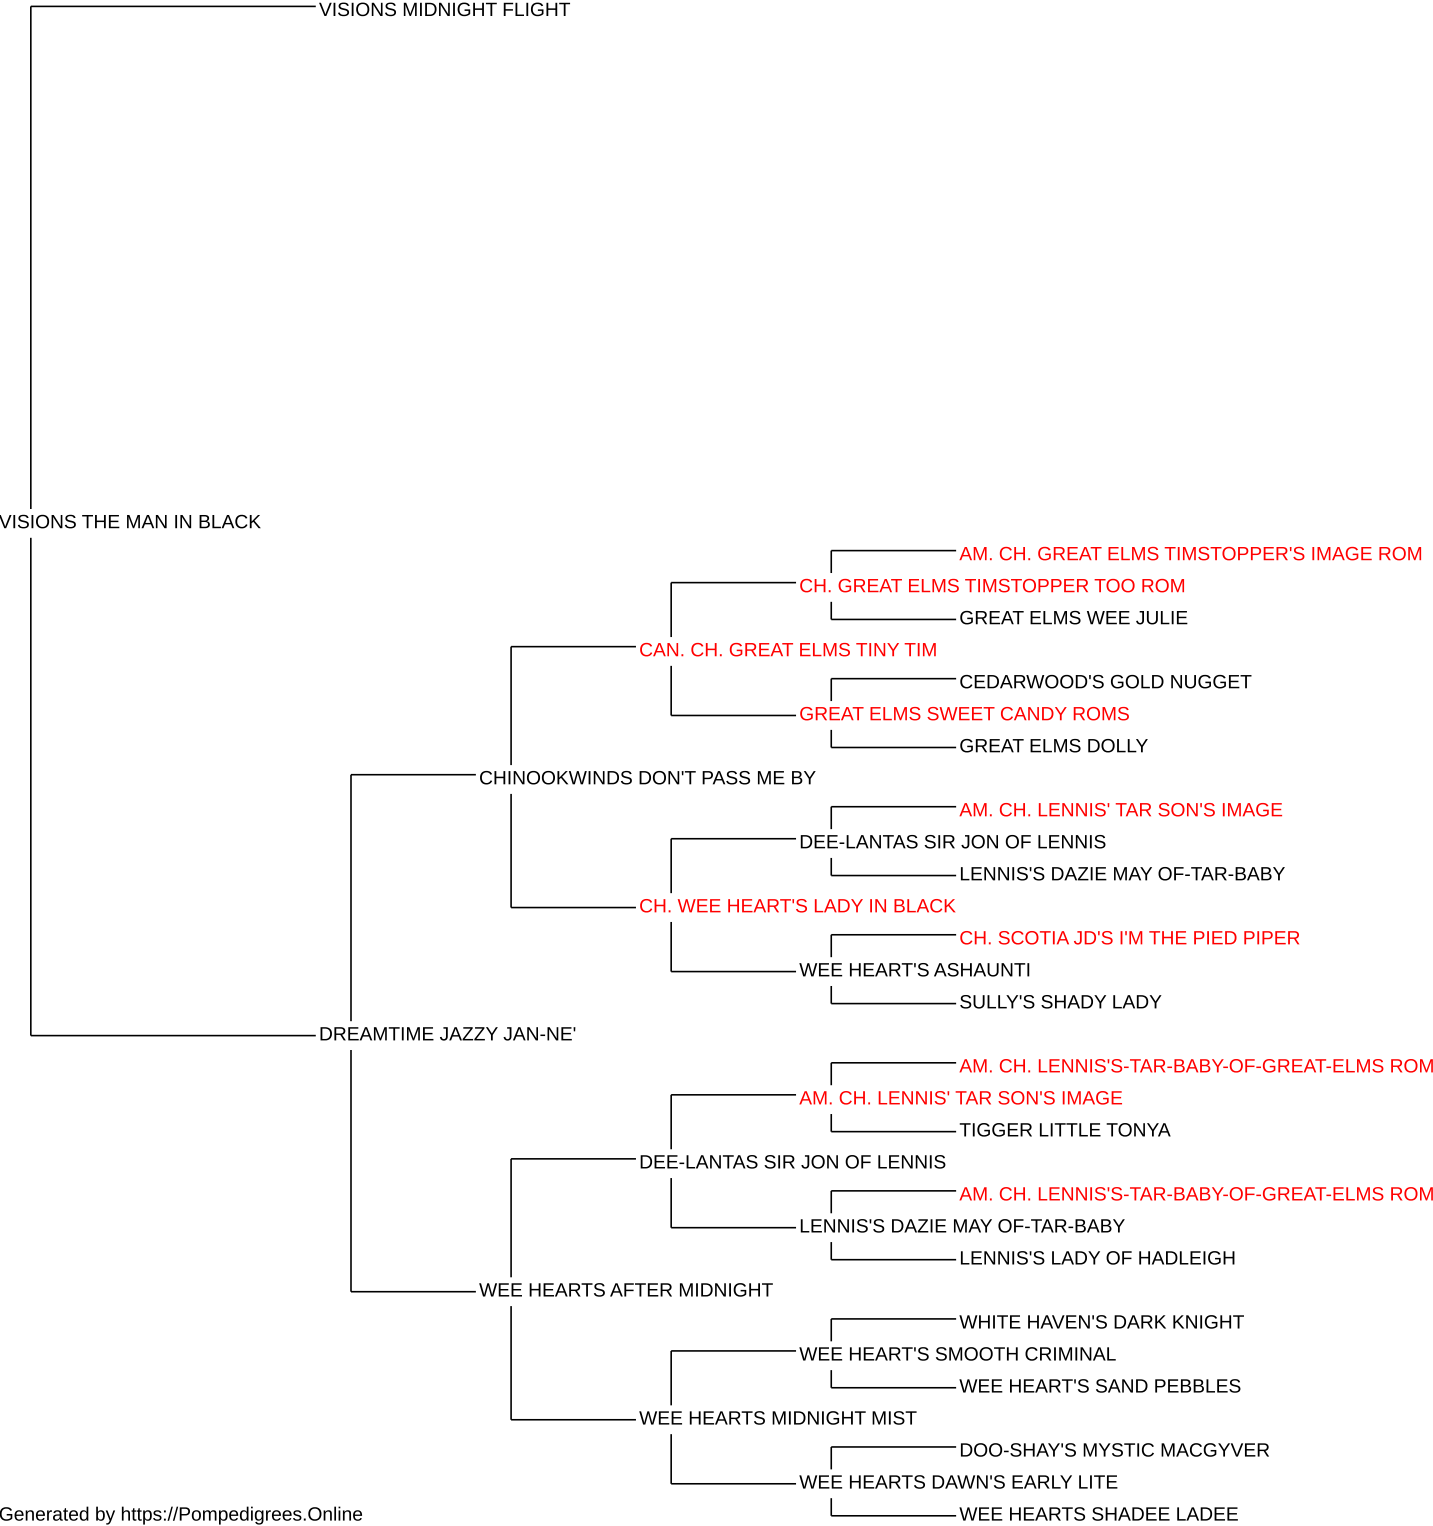 VISIONS MIDNIGHT FLIGHT
VISIONS THE MAN IN BLACK
AM. CH. GREAT ELMS TIMSTOPPER'S IMAGE ROM
CH. GREAT ELMS TIMSTOPPER TOO ROM
GREAT ELMS WEE JULIE
CAN. CH. GREAT ELMS TINY TIM
CEDARWOOD'S GOLD NUGGET
GREAT ELMS SWEET CANDY ROMS
GREAT ELMS DOLLY
CHINOOKWINDS DON'T PASS ME BY
AM. CH. LENNIS' TAR SON'S IMAGE
DEE-LANTAS SIR JON OF LENNIS
LENNIS'S DAZIE MAY OF-TAR-BABY
CH. WEE HEART'S LADY IN BLACK
CH. SCOTIA JD'S I'M THE PIED PIPER
WEE HEART'S ASHAUNTI
SULLY'S SHADY LADY
DREAMTIME JAZZY JAN-NE'
AM. CH. LENNIS'S-TAR-BABY-OF-GREAT-ELMS ROM
AM. CH. LENNIS' TAR SON'S IMAGE
TIGGER LITTLE TONYA
DEE-LANTAS SIR JON OF LENNIS
AM. CH. LENNIS'S-TAR-BABY-OF-GREAT-ELMS ROM
LENNIS'S DAZIE MAY OF-TAR-BABY
LENNIS'S LADY OF HADLEIGH
WEE HEARTS AFTER MIDNIGHT
WHITE HAVEN'S DARK KNIGHT
WEE HEART'S SMOOTH CRIMINAL
WEE HEART'S SAND PEBBLES
WEE HEARTS MIDNIGHT MIST
DOO-SHAY'S MYSTIC MACGYVER
WEE HEARTS DAWN'S EARLY LITE
WEE HEARTS SHADEE LADEE
Generated by https://Pompedigrees.Online